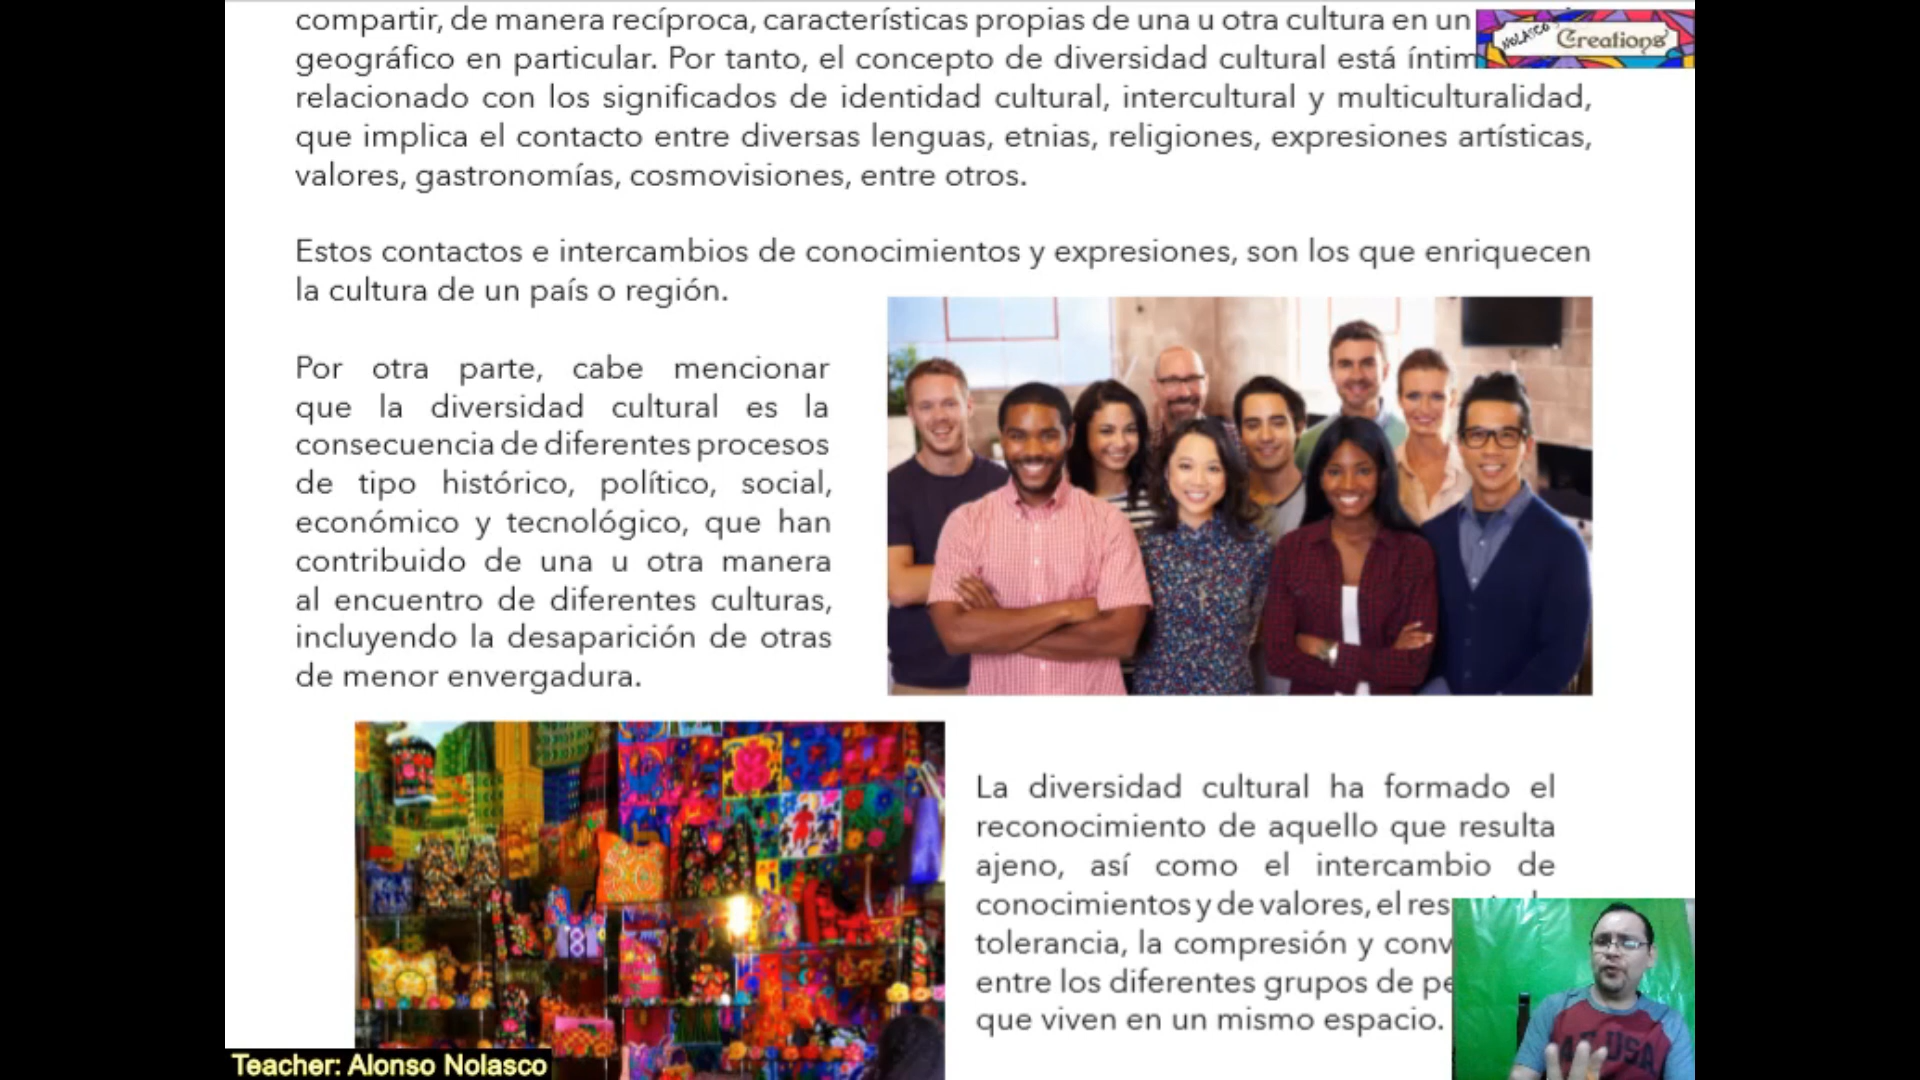 compartir, de manera recíproca, características propias de una u otra cultura en un
geográfico en particular. Por tanto, el concepto de diversidad cultural está íntim
relacionado con los significados de identidad cultural, intercultural y multiculturalidad,
que implica el contacto entre diversas lenguas, etnias, religiones, expresiones artísticas,
valores, gastronomías, cosmovisiones, entre otros.
NOLASCO Creations
Estos contactos e intercambios de conocimientos y expresiones, son los que enriquecen
la cultura de un país o región.
Por otra parte, cabe mencionar
que la diversidad cultural es la
consecuencia de diferentes procesos
de tipo histórico, político, social,
económico y tecnológico, que han
contribuido de una u otra manera
al encuentro de diferentes culturas,
incluyendo la desaparición de otras
de menor envergadura.
La diversidad cultural ha formado el
reconocimiento de aquello que resulta
ajeno, así como el intercambio de
conocimientos y de valores, el res
tolerancia, la compresión y conv
entre los diferentes grupos de pe
que viven en un mismo espacio.
USA
Teacher: Alonso Nolasco